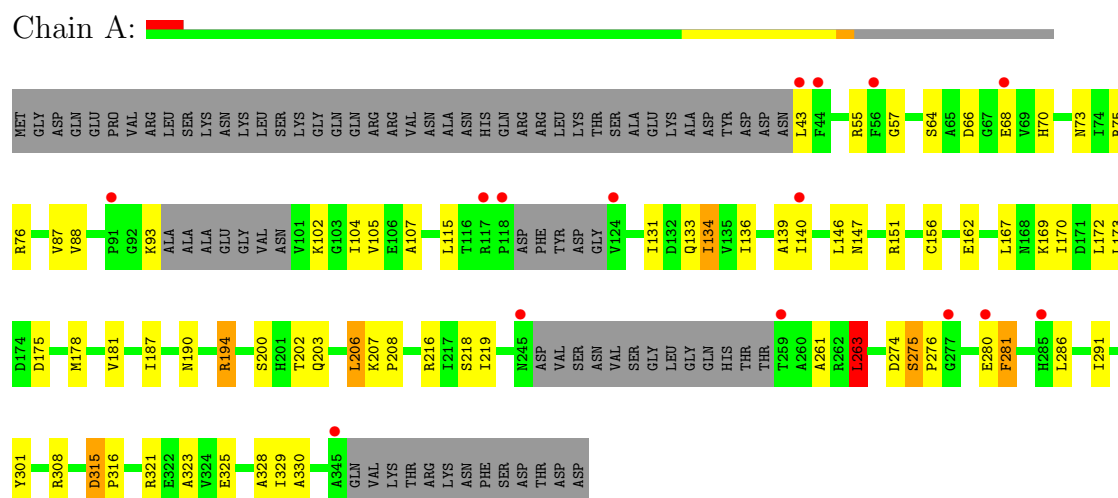 Chain A:
MET GLY ASP GLN GLU PRO VAL ARG LEU SER LYS ASN LYS LEU SER LYS GLY GLN GLN ARG ARG VAL ASN ALA ASN HIS GLN ARG ARG LEU LYS THR SER ALA GLU LYS ALA ASP TYR ASP ASP ASN L43 F44 R55 F56 G57 S64 A65 D66 G67 E68 V69 H70 N73 I74 R75
R76 V87 V88 P91 G92 K93 ALA ALA ALA GLU GLY VAL ASN V101 K102 G103 I104 V105 E106 A107 L115 T116 R117 P118 ASP PHE TYR ASP GLY V124 I131 D132 Q133 I134 V135 I136 A139 I140 L146 N147 R151 C156 E162 L167 N168 K169 I170 D171 L172 L173
D174 D175 M178 V181 I187 N190 R194 S200 H201 T202 Q203 L206 K207 P208 R216 I217 S218 I219 N245 ASP VAL SER ASN VAL SER GLY LEU GLY GLN HIS THR THR T259 A260 A261 R262 L263 D274 S275 P276 G277 E280 F281 H285 L286 I291
Y301 R308 D315 P316 R321 E322 A323 V324 E325 A328 I329 A330 A345 GLN VAL LYS THR ARG LYS ASN PHE SER ASP THR ASP ASP